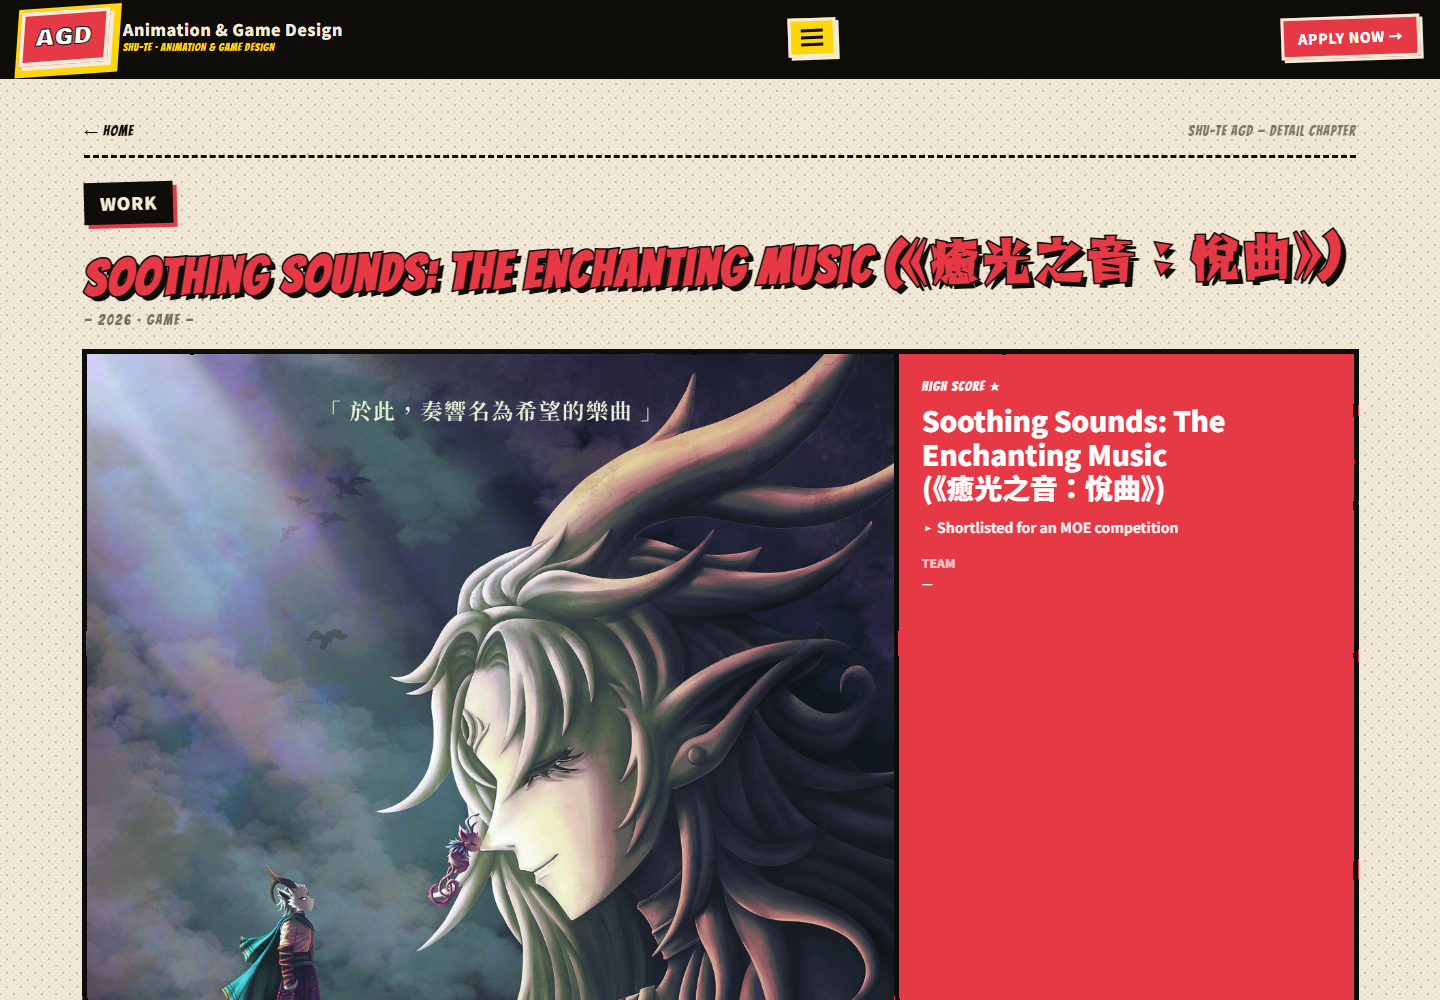 AGD
Animation & Game Design
SHU-TE · ANIMATION & GAME DESIGN
APPLY NOW →
← HOME
SHU-TE AGD — DETAIL CHAPTER
WORK
SOOTHING SOUNDS: THE ENCHANTING MUSIC (《癒光之音：悅曲》)
— 2026 · GAME —
「 於此，奏響名為希望的樂曲 」
HIGH SCORE ★
Soothing Sounds: The
Enchanting Music
(《癒光之音：悅曲》)
▸ Shortlisted for an MOE competition
TEAM
—